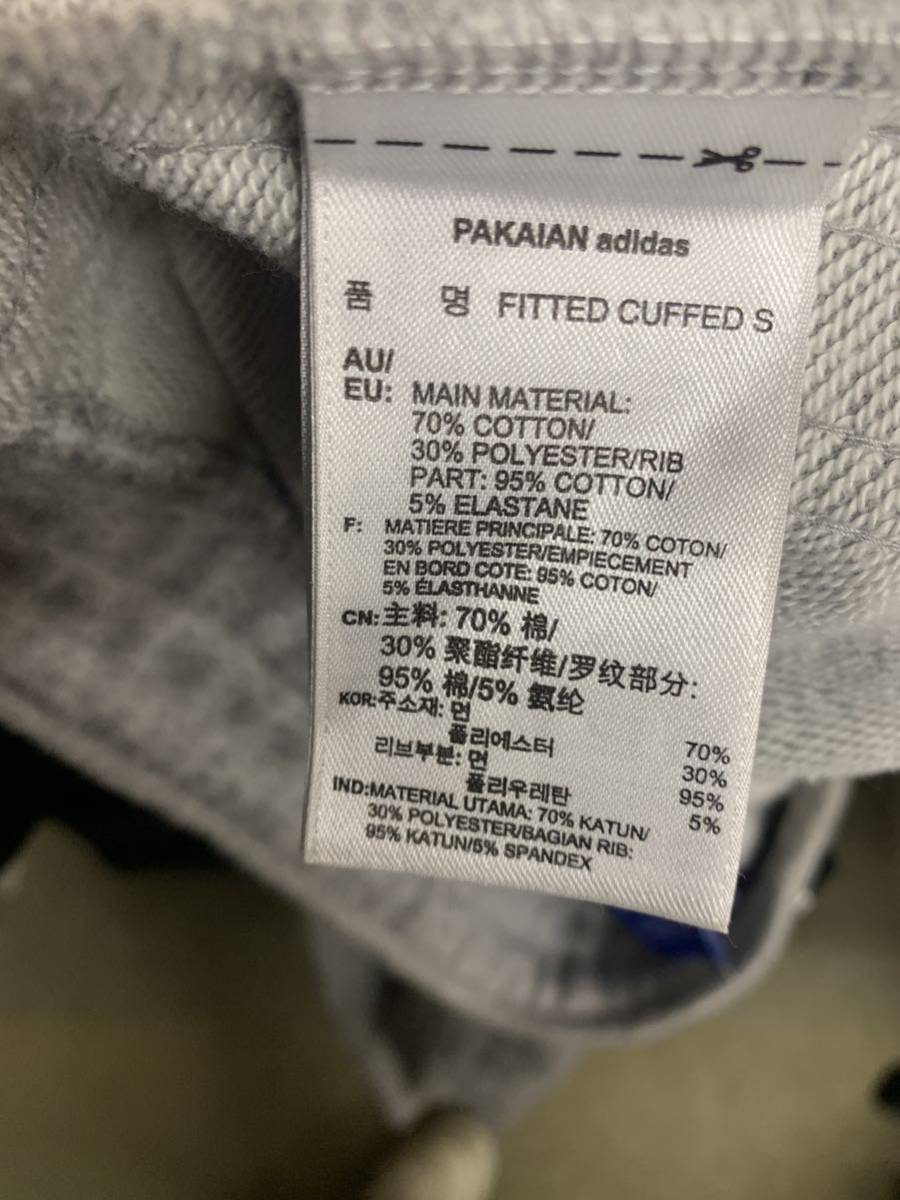 PAKAIAN adidas
품 명 FITTED CUFFED S
AU/
EU: MAIN MATERIAL:
70% COTTON/
30% POLYESTER/RIB
PART: 95% COTTON/
5% ELASTANE
F: MATIERE PRINCIPALE: 70% COTON/
30% POLYESTER/EMPIECEMENT
EN BORD COTE: 95% COTON/
5% ÉLASTHANNE
CN: 主料: 70% 棉/
30% 聚酯纤维/罗纹部分:
95% 棉/5% 氨纶
KOR: 주소재: 면 70%
폴리에스터 30%
리브부분: 면 95%
폴리우레탄 5%
IND: MATERIAL UTAMA: 70% KATUN/
30% POLYESTER/BAGIAN RIB:
95% KATUN/5% SPANDEX